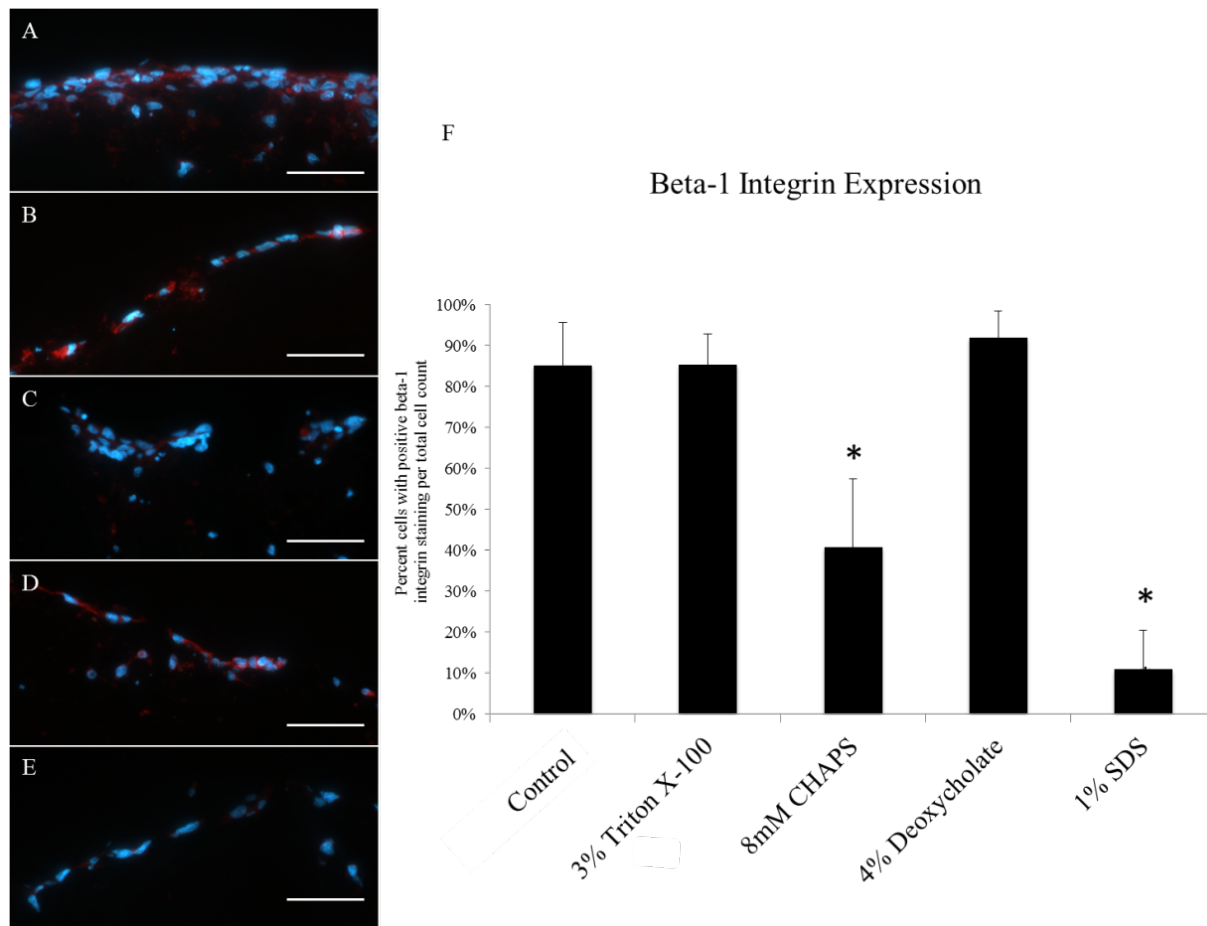 A
B
C
D
E
F
Beta-1 Integrin Expression
Percent cells with positive beta-1
integrin staining per total cell count
100%
90%
80%
70%
60%
50%
40%
30%
20%
10%
0%
*
*
Control
3% Triton X-100
8mM CHAPS
4% Deoxycholate
1% SDS